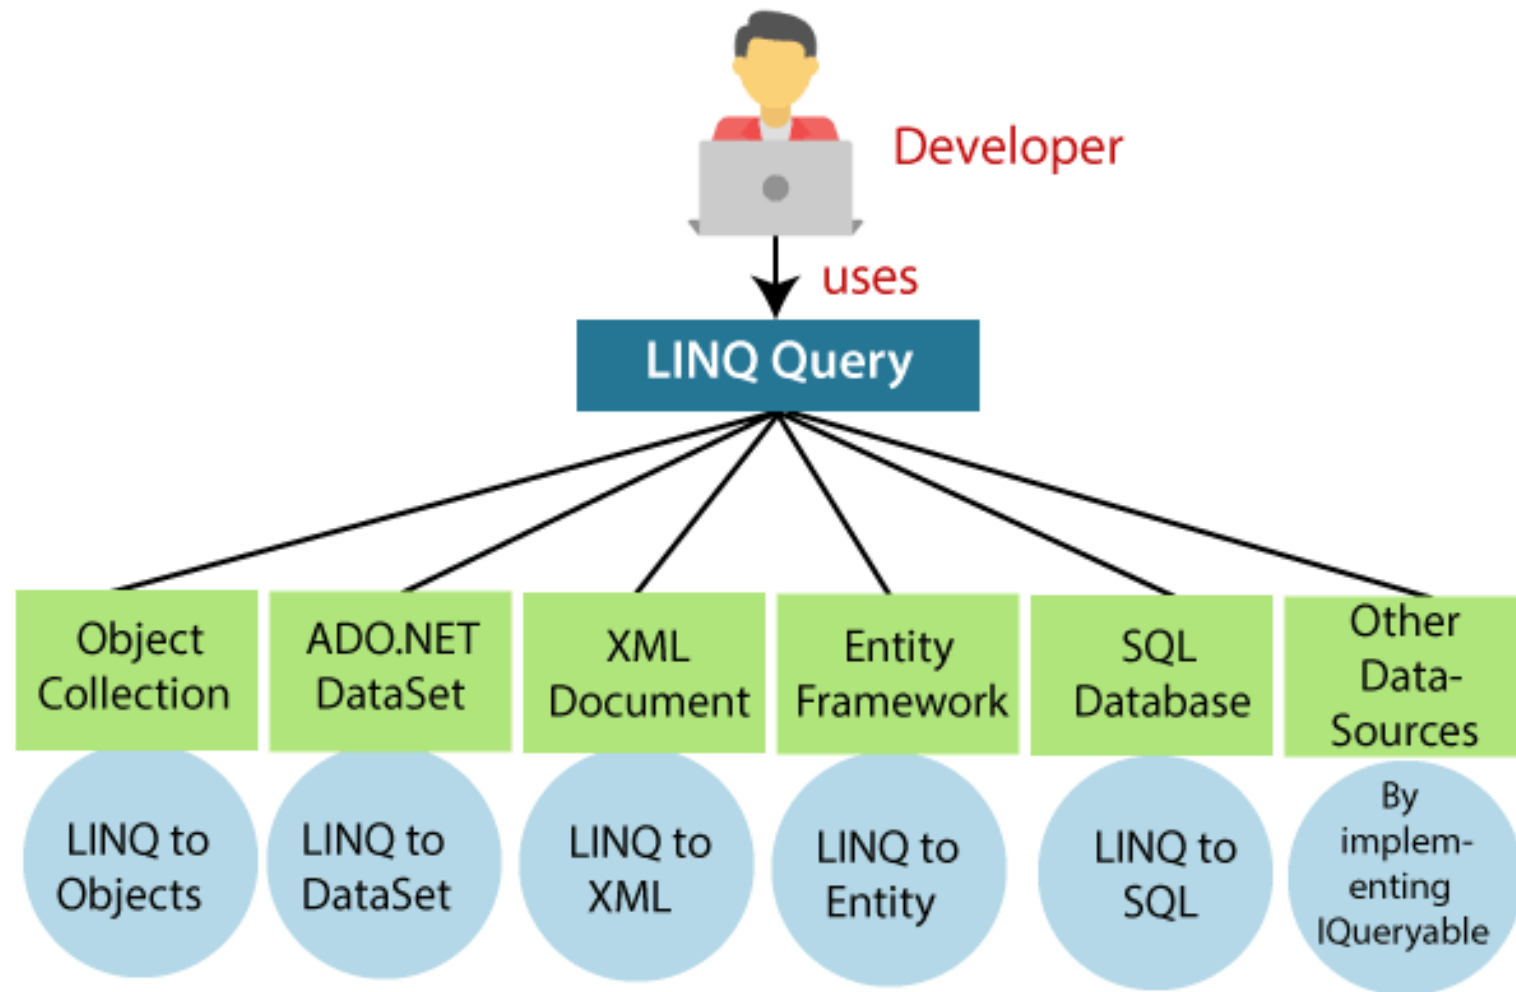 Developer
uses
LINQ Query
Object
Collection
ADO.NET
DataSet
XML
Document
Entity
Framework
SQL
Database
Other
Data-
Sources
LINQ to
Objects
LINQ to
DataSet
LINQ to
XML
LINQ to
Entity
LINQ to
SQL
By
implem-
enting
IQueryable